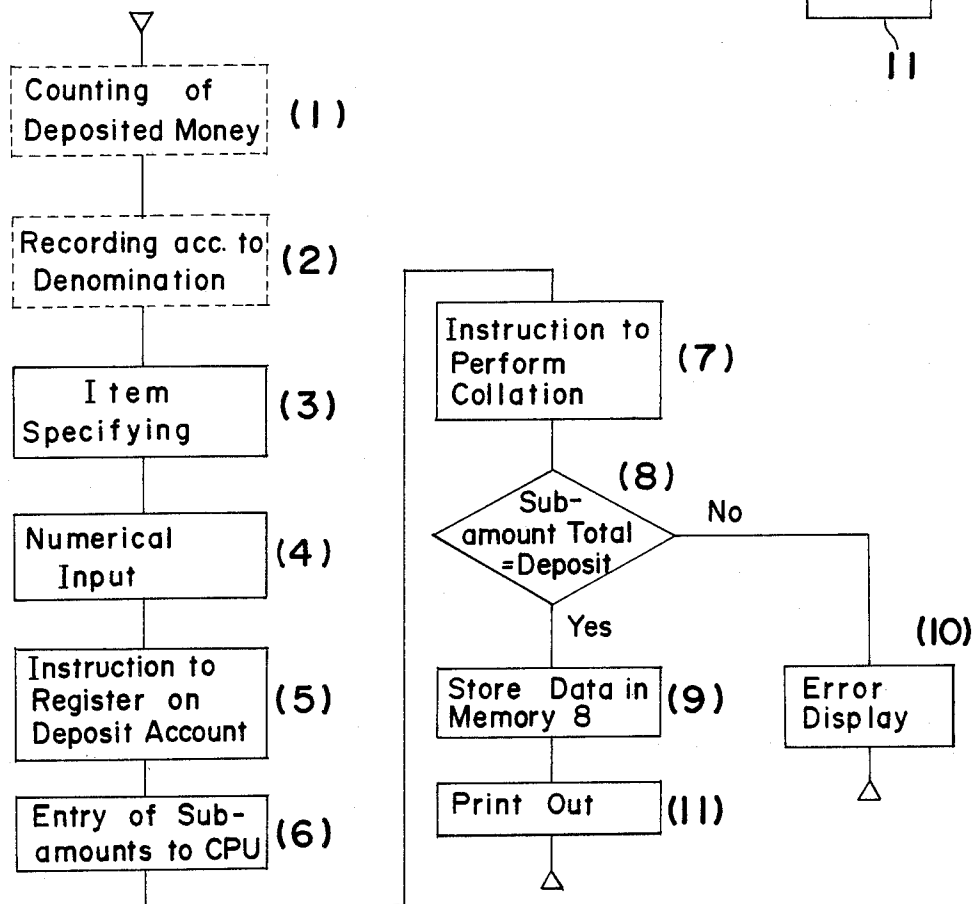 11
Counting of
Deposited Money
(1)
Recording acc. to
Denomination
(2)
Item
Specifying
(3)
Numerical
Input
(4)
Instruction to
Register on
Deposit Account
(5)
Entry of Sub-
amounts to CPU
(6)
Instruction to
Perform
Collation
(7)
(8)
Sub-
amount Total
=Deposit
No
Yes
Store Data in
Memory 8
(9)
(10)
Error
Display
Print Out
(11)